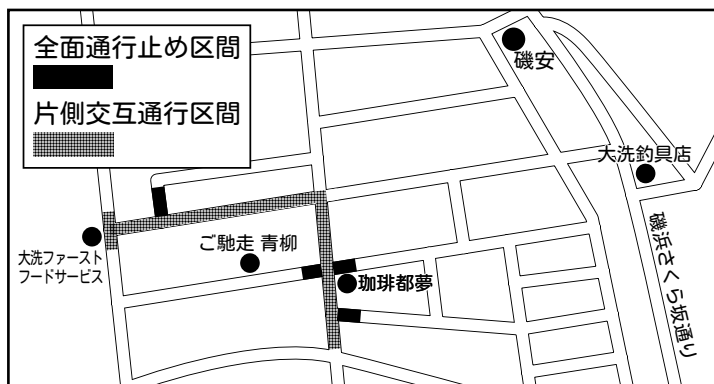 全面通行止め区間
片側交互通行区間
磯安
大洗釣具店
ご馳走 青柳
大洗ファースト
フードサービス
珈琲都夢
磯浜さくら坂通り